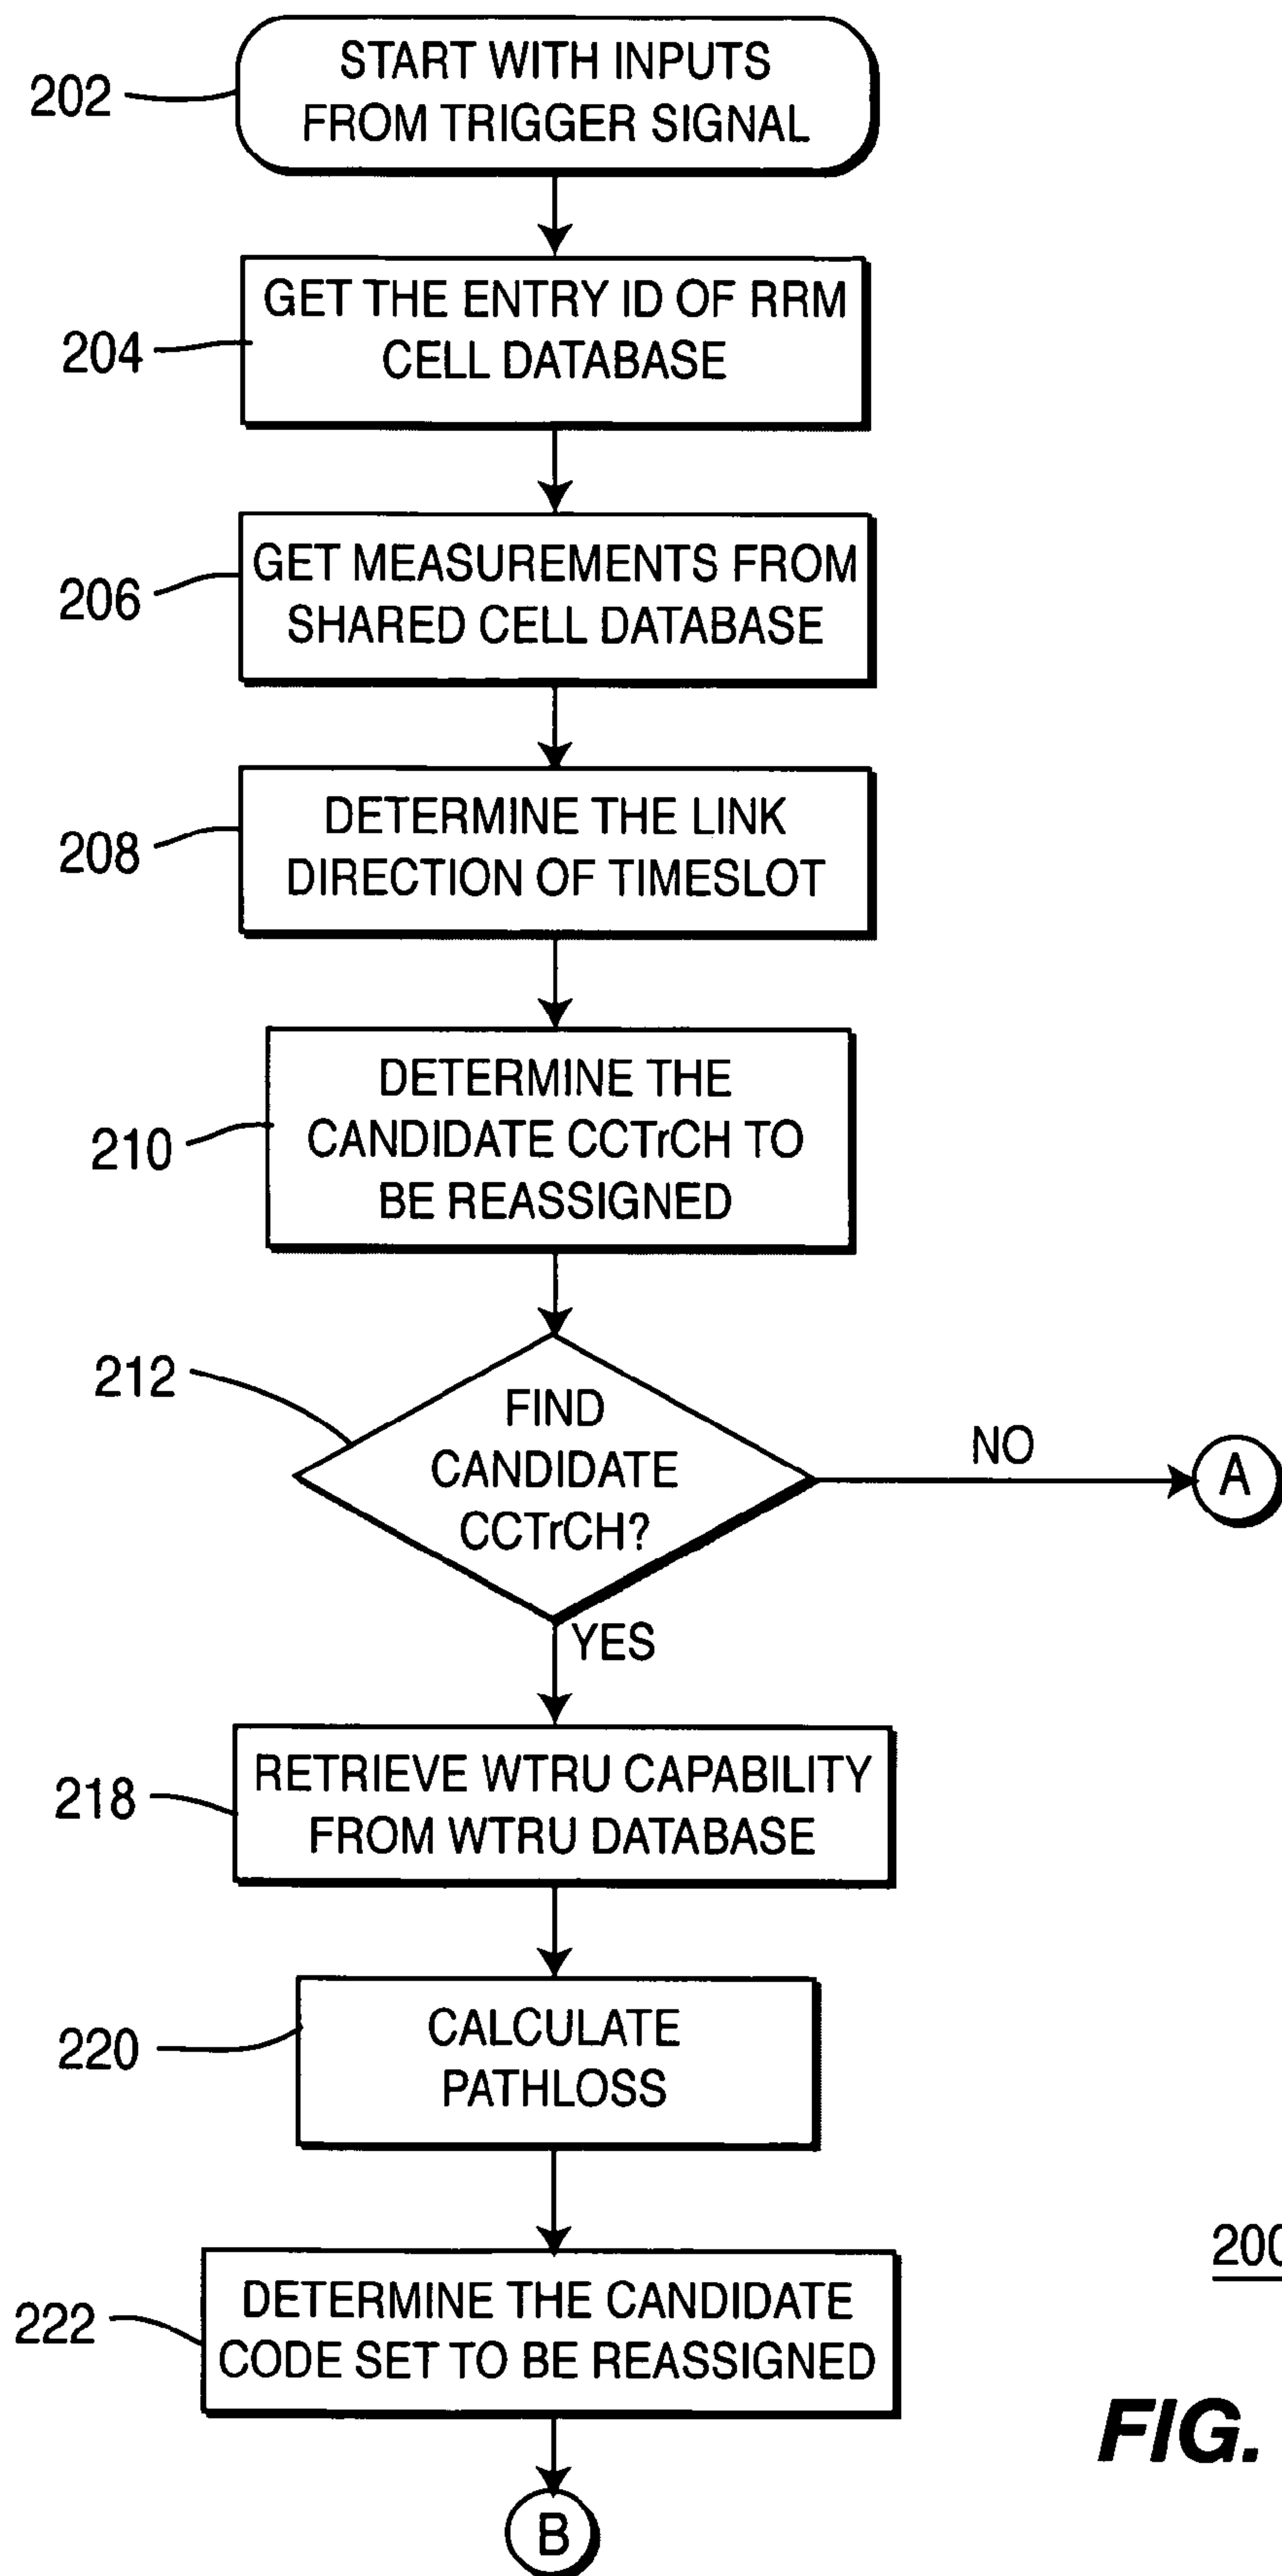 START WITH INPUTS
FROM TRIGGER SIGNAL
202
GET THE ENTRY ID OF RRM
CELL DATABASE
204
GET MEASUREMENTS FROM
SHARED CELL DATABASE
206
DETERMINE THE LINK
DIRECTION OF TIMESLOT
208
DETERMINE THE
CANDIDATE CCTrCH TO
BE REASSIGNED
210
212
FIND
CANDIDATE
CCTrCH?
NO
A
YES
RETRIEVE WTRU CAPABILITY
FROM WTRU DATABASE
218
CALCULATE
PATHLOSS
220
DETERMINE THE CANDIDATE
CODE SET TO BE REASSIGNED
222
B
200
FIG.